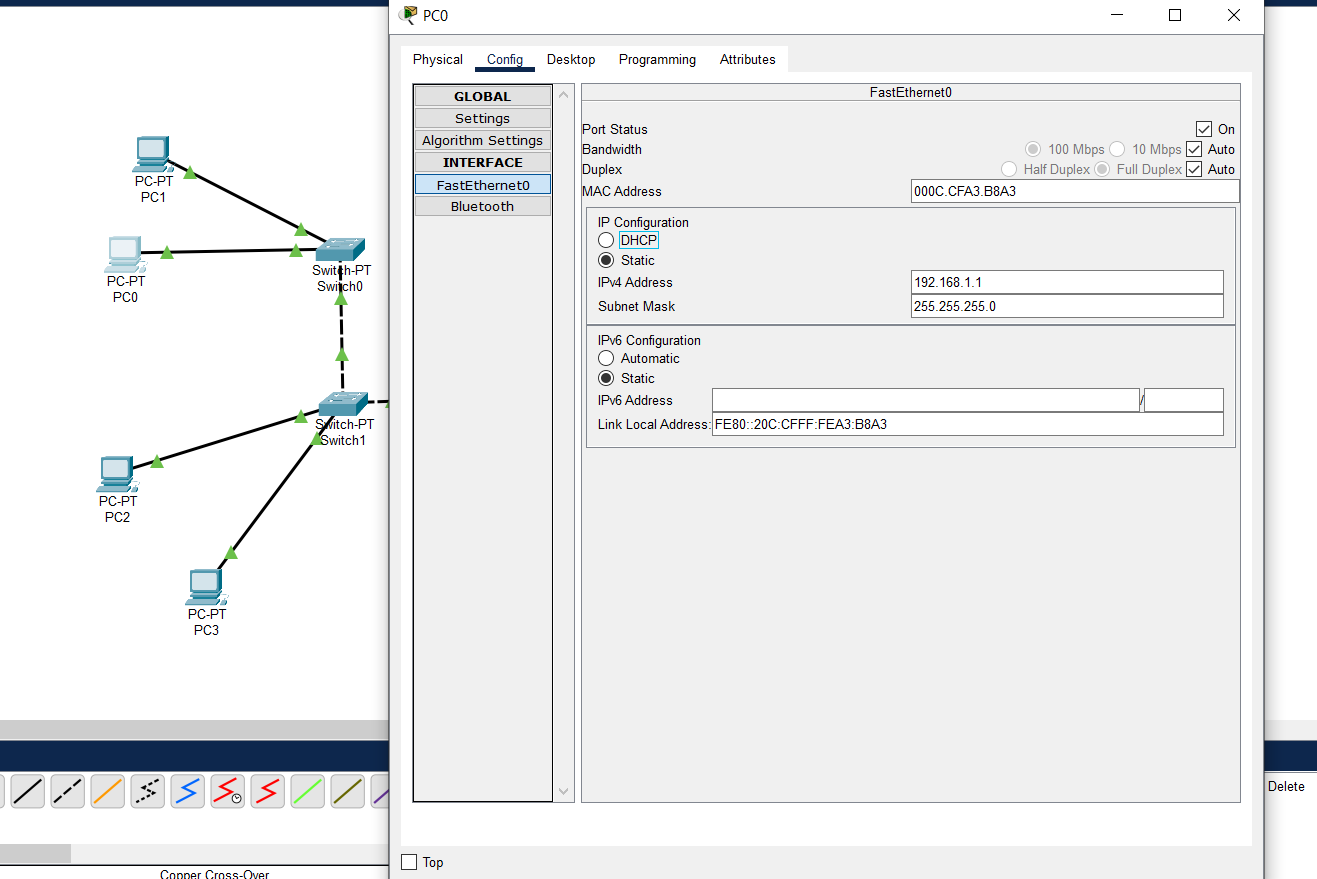 PC0
Physical Config Desktop Programming Attributes
GLOBAL
Settings
Algorithm Settings
INTERFACE
FastEthernet0
Bluetooth
FastEthernet0
Port Status On
Bandwidth 100 Mbps 10 Mbps Auto
Duplex Half Duplex Full Duplex Auto
MAC Address 000C.CFA3.B8A3
IP Configuration
DHCP
Static
IPv4 Address 192.168.1.1
Subnet Mask 255.255.255.0
IPv6 Configuration
Automatic
Static
IPv6 Address /
Link Local Address: FE80::20C:CFFF:FEA3:B8A3
Top
PC-PT
PC1
PC-PT
PC0
Switch-PT
Switch0
Switch-PT
Switch1
PC-PT
PC2
PC-PT
PC3
Delete
Copper Cross-Over